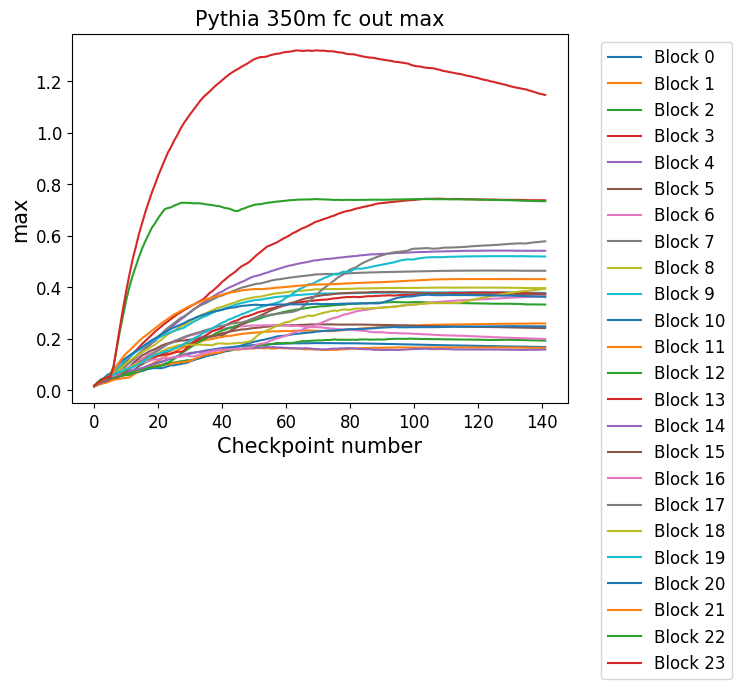 Pythia 350m fc out max
max
1.2
1.0
0.8
0.6
0.4
0.2
0.0
0 20 40 60 80 100 120 140
Checkpoint number
Block 0
Block 1
Block 2
Block 3
Block 4
Block 5
Block 6
Block 7
Block 8
Block 9
Block 10
Block 11
Block 12
Block 13
Block 14
Block 15
Block 16
Block 17
Block 18
Block 19
Block 20
Block 21
Block 22
Block 23